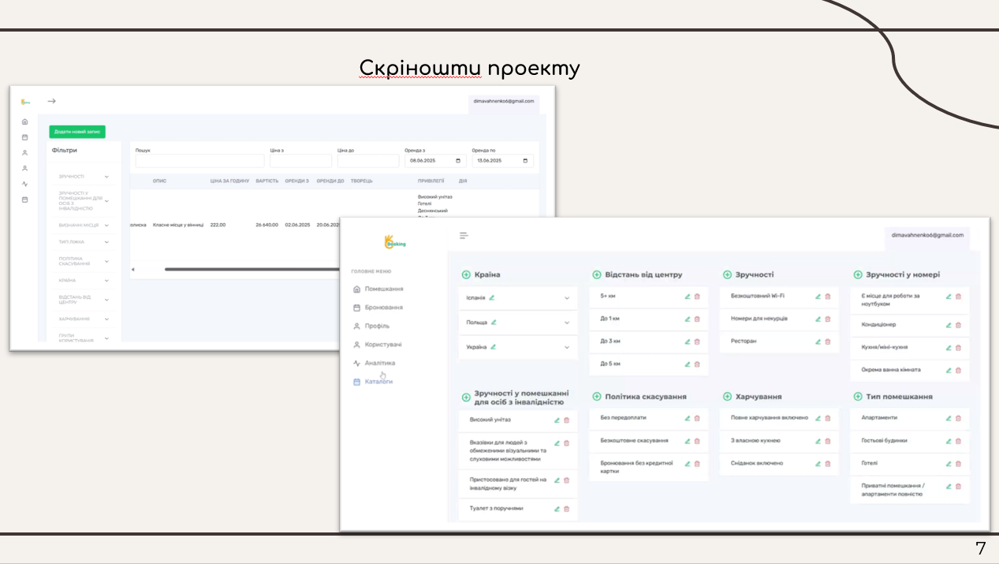 Скріношти проекту
dimavahnenko6@gmail.com
Додати новий запис
Фільтри
ЗРУЧНОСТІ
ЗРУЧНОСТІ У
ПОМЕШКАННІ ДЛЯ
ОСІБ З
ІНВАЛІДНІСТЮ
ВИЗНАЧНІ МІСЦЯ
ТИП ЛІЖКА
ПОЛІТИКА
СКАСУВАННЯ
КРАЇНА
ВІДСТАНЬ ВІД
ЦЕНТРУ
ХАРЧУВАННЯ
ГРУПИ
КОРИСТУВАЧІВ
Пошук
Ціна з
Ціна до
Оренда з
Оренда по
08.06.2025
13.06.2025
ОПИС
ЦІНА ЗА ГОДИНУ
ВАРТІСТЬ
ОРЕНДИ З
ОРЕНДИ ДО
ТВОРЕЦЬ
ПРИВІЛЕГІЇ
ДІЯ
Високий унітаз
Готелі
Деснянський
описка
Класне місце у вінниці
222,00
26 640,00
02.06.2025
20.06.202
Booking
dimavahnenko6@gmail.com
ГОЛОВНЕ МЕНЮ
Помешкання
Бронювання
Профіль
Користувачі
Аналітика
Каталоги
Країна
Іспанія
Польща
Україна
Відстань від центру
5+ км
До 1 км
До 3 км
До 5 км
Зручності
Безкоштовний Wi-Fi
Номери для некурців
Ресторан
Зручності у номері
Є місце для роботи за
ноутбуком
Кондиціонер
Кухня/міні-кухня
Окрема ванна кімната
Зручності у помешканні
для осіб з інвалідністю
Високий унітаз
Вказівки для людей з
обмеженими візуальними та
слуховими можливостями
Пристосовано для гостей на
інвалідному візку
Туалет з поручнями
Політика скасування
Без передоплати
Безкоштовне скасування
Бронювання без кредитної
картки
Харчування
Повне харчування включено
З власною кухнею
Сніданок включено
Тип помешкання
Апартаменти
Гостьові будинки
Готелі
Приватні помешкання /
апартаменти повністю
7